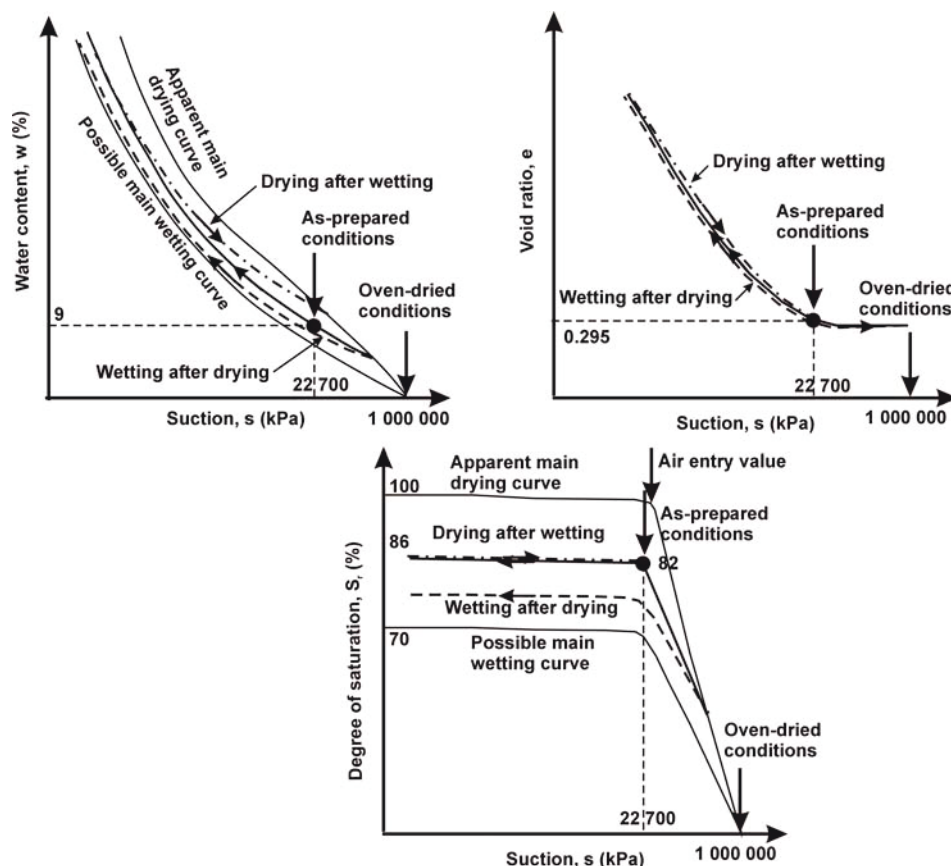 Water content, w (%)
Apparent main
drying curve
Possible main wetting curve
Drying after wetting
As-prepared
conditions
Oven-dried
conditions
9
Wetting after drying
22 700
Suction, s (kPa)
1 000 000
Void ratio, e
Drying after wetting
As-prepared
conditions
Wetting after drying
Oven-dried
conditions
0.295
22 700
Suction, s (kPa)
1 000 000
Degree of saturation, Sr (%)
100
Apparent main
drying curve
Air entry value
As-prepared
conditions
86
Drying after wetting
82
Wetting after drying
70
Possible main
wetting curve
Oven-dried
conditions
22 700
Suction, s (kPa)
1 000 000